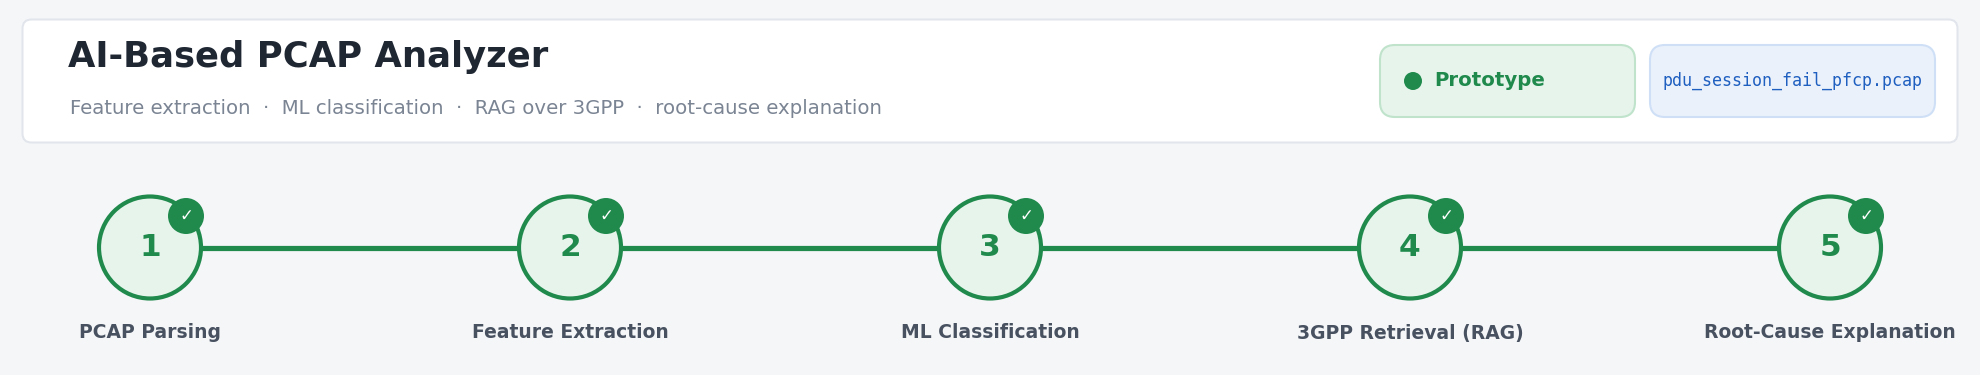 AI-Based PCAP Analyzer
Feature extraction · ML classification · RAG over 3GPP · root-cause explanation
Prototype
pdu_session_fail_pfcp.pcap
1 ✓
2 ✓
3 ✓
4 ✓
5 ✓
PCAP Parsing
Feature Extraction
ML Classification
3GPP Retrieval (RAG)
Root-Cause Explanation